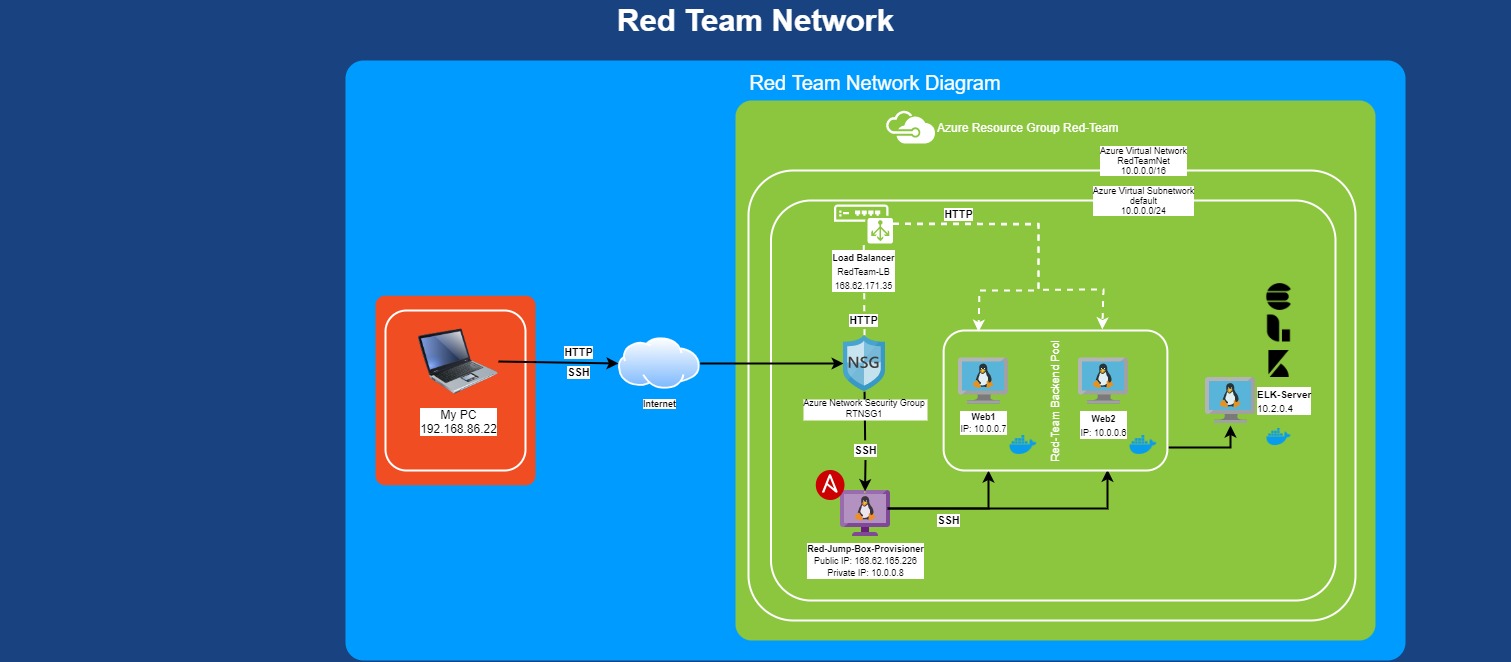 Red Team Network
Red Team Network Diagram
Azure Resource Group Red-Team
Azure Virtual Network
RedTeamNet
10.0.0.0/16
Azure Virtual Subnetwork
default
10.0.0.0/24
HTTP
Load Balancer
RedTeam-LB
168.62.171.35
HTTP
NSG
Azure Network Security Group
RTNSG1
SSH
HTTP
SSH
Internet
My PC
192.168.86.22
Red-Team Backend Pool
Web1
IP: 10.0.0.7
Web2
IP: 10.0.0.6
ELK-Server
10.2.0.4
SSH
Red-Jump-Box-Provisioner
Public IP: 168.62.165.226
Private IP: 10.0.0.8